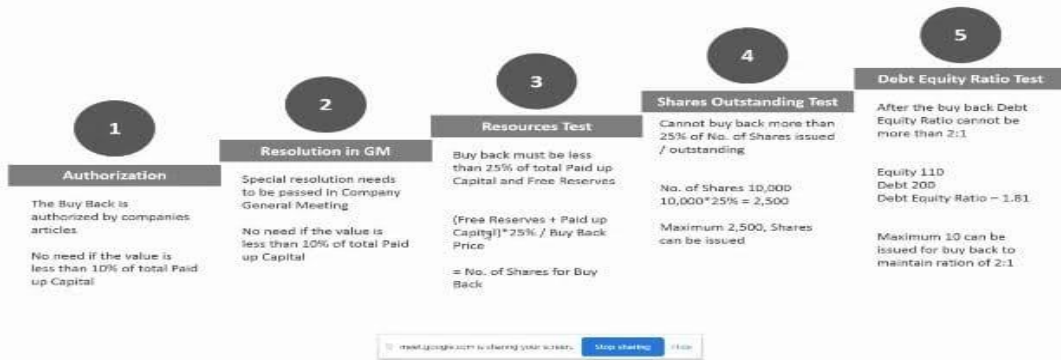 1
Authorization
The Buy Back is
authorized by companies
articles
No need if the value is
less than 10% of total Paid
up Capital
2
Resolution in GM
Special resolution needs
to be passed in Company
General Meeting
No need if the value is
less than 10% of total Paid
up Capital
3
Resources Test
Buy back must be less
than 25% of total Paid up
Capital and Free Reserves
(Free Reserves + Paid up
Capital)*25% / Buy Back
Price
= No. of Shares for Buy
Back
4
Shares Outstanding Test
Cannot buy back more than
25% of No. of Shares issued
/ outstanding
No. of Shares 10,000
10,000*25% = 2,500
Maximum 2,500, Shares
can be issued
5
Debt Equity Ratio Test
After the buy back Debt
Equity Ratio cannot be
more than 2:1
Equity 110
Debt 200
Debt Equity Ratio – 1.81
Maximum 10 can be
issued for buy back to
maintain ration of 2:1
meet.google.com is sharing your screen.
Stop sharing
Hide